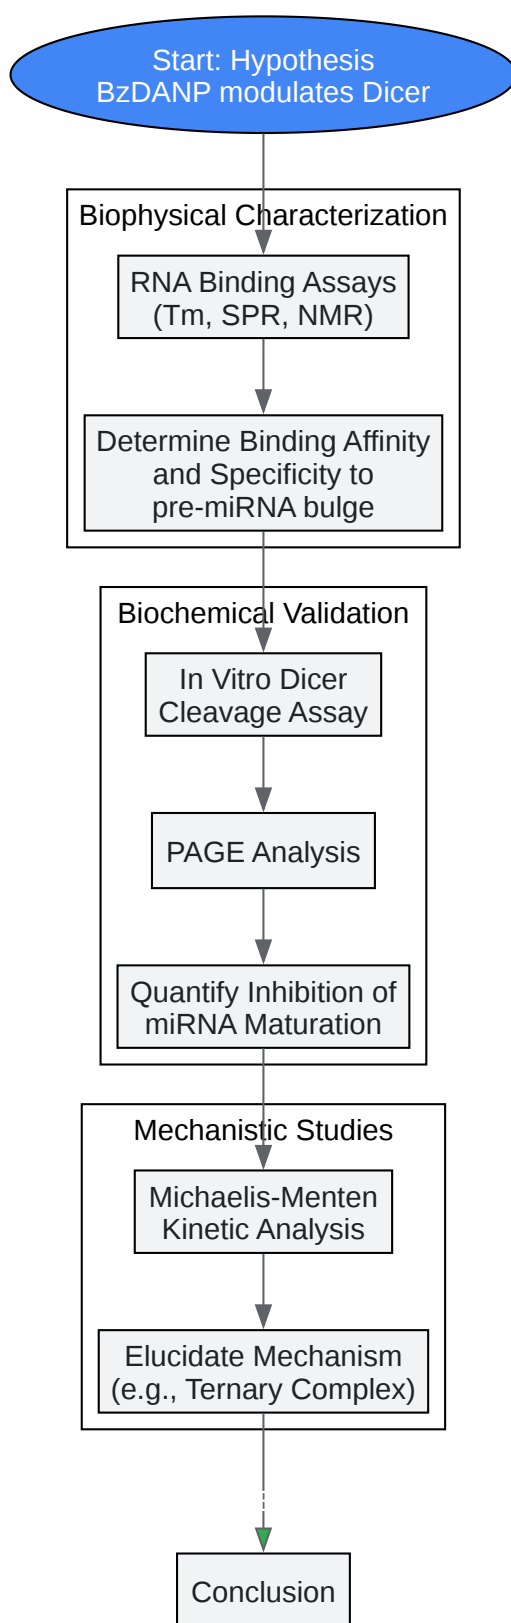 Start: Hypothesis
BzDANP modulates Dicer
Biophysical Characterization
RNA Binding Assays
(Tm, SPR, NMR)
Determine Binding Affinity
and Specificity to
pre-miRNA bulge
Biochemical Validation
In Vitro Dicer
Cleavage Assay
PAGE Analysis
Quantify Inhibition of
miRNA Maturation
Mechanistic Studies
Michaelis-Menten
Kinetic Analysis
Elucidate Mechanism
(e.g., Ternary Complex)
Conclusion